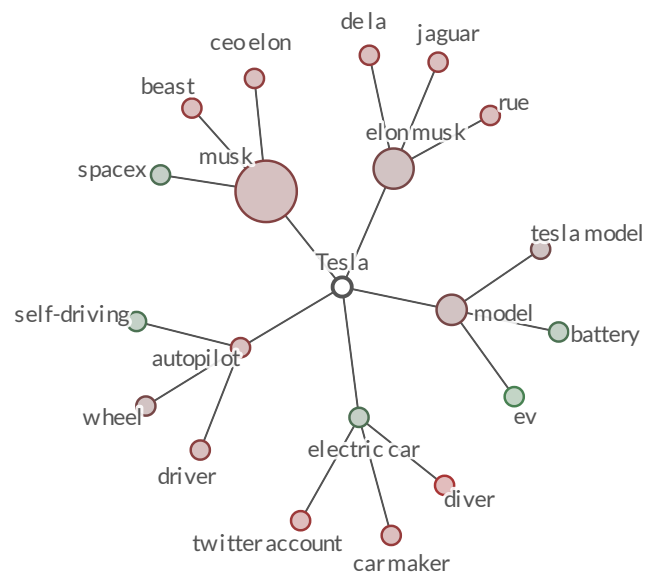 de la
jaguar
ceo elon
beast
rue
elon musk
musk
spacex
tesla model
Tesla
self-driving
model
battery
autopilot
wheel
ev
electric car
driver
diver
twitter account
car maker